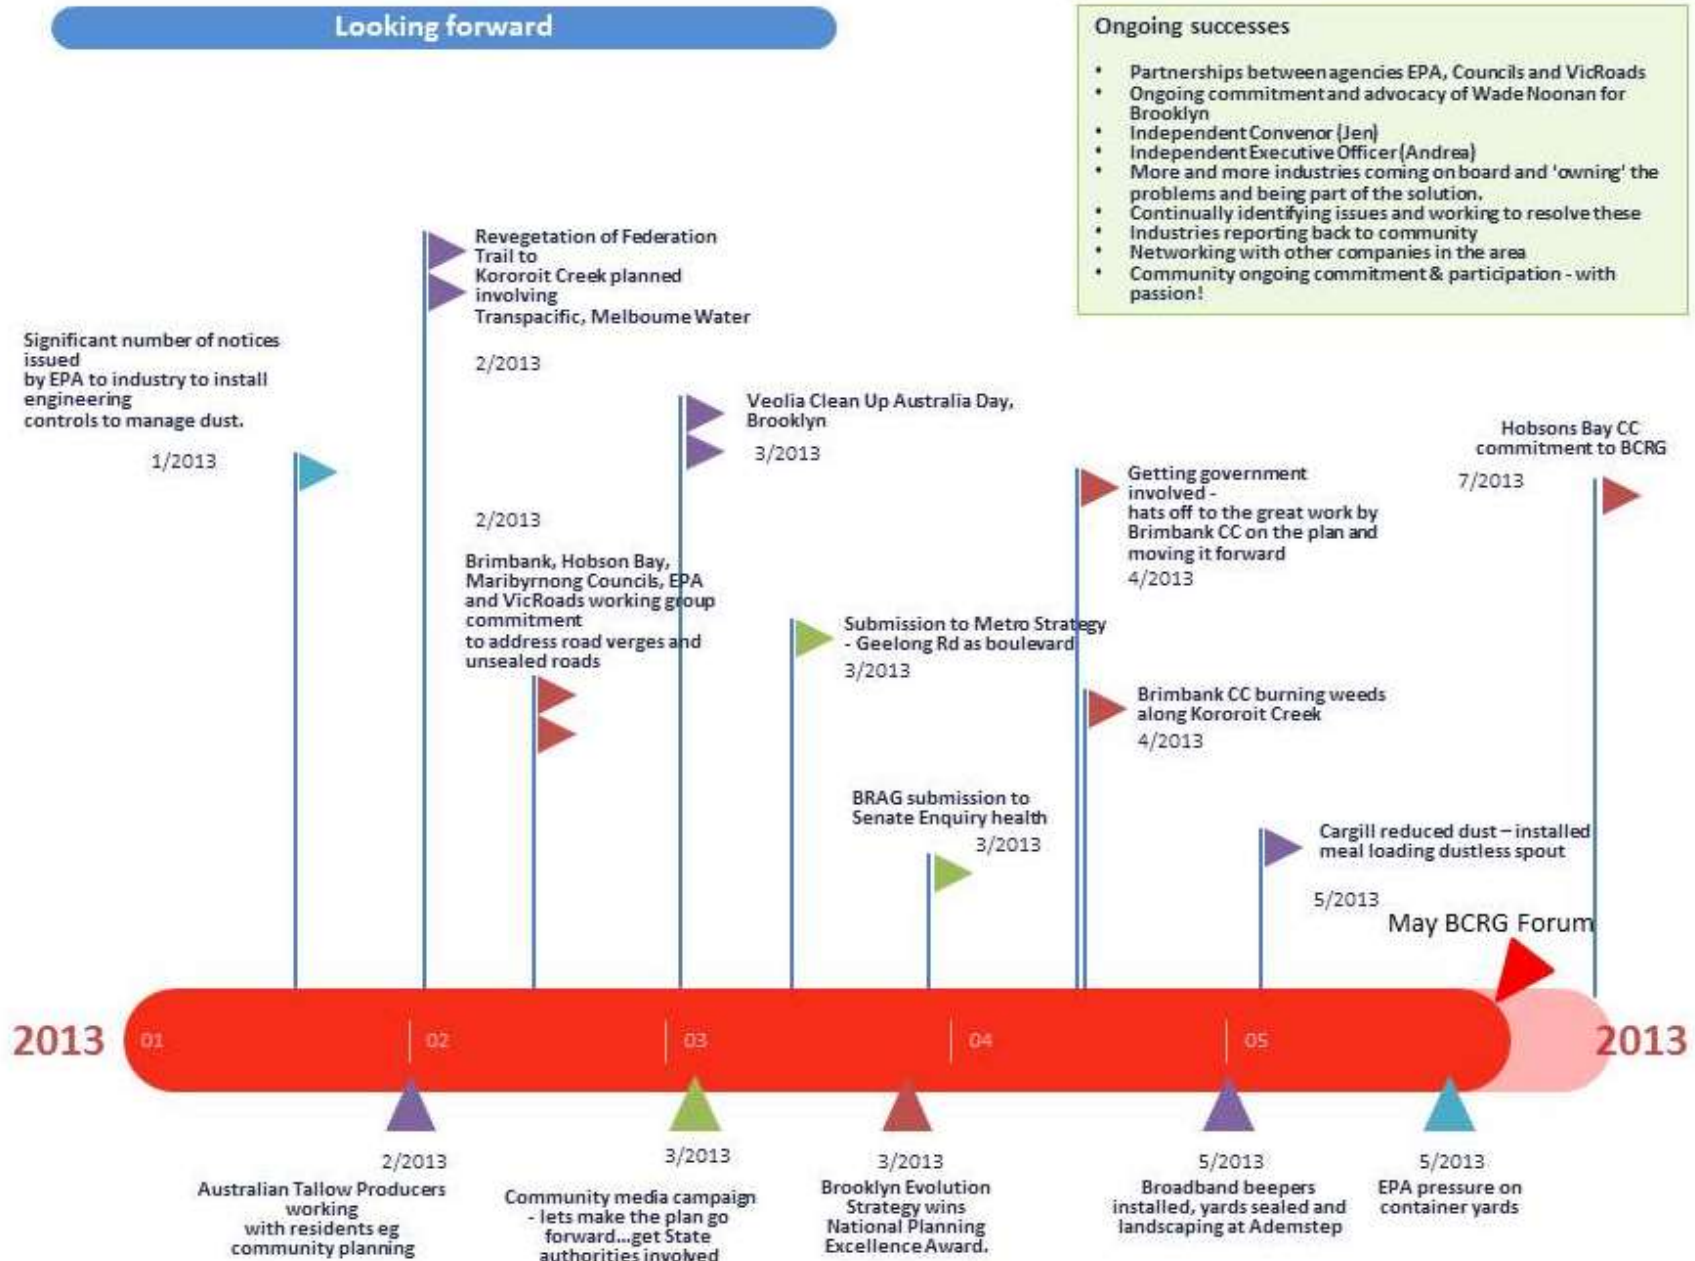 Looking forward
Ongoing successes
• Partnerships between agencies EPA, Councils and VicRoads
• Ongoing commitment and advocacy of Wade Noonan for
Brooklyn
• Independent Convenor (Jen)
• Independent Executive Officer (Andrea)
• More and more industries coming on board and 'owning' the
problems and being part of the solution.
• Continually identifying issues and working to resolve these
• Industries reporting back to community
• Networking with other companies in the area
• Community ongoing commitment & participation - with
passion!
Revegetation of Federation
Trail to
Kororoit Creek planned
involving
Transpacific, Melbourne Water
2/2013
Significant number of notices
issued
by EPA to industry to install
engineering
controls to manage dust.
1/2013
Veolia Clean Up Australia Day,
Brooklyn
3/2013
Hobsons Bay CC
commitment to BCRG
7/2013
Getting government
involved -
hats off to the great work by
Brimbank CC on the plan and
moving it forward
4/2013
2/2013
Brimbank, Hobson Bay,
Maribyrnong Councils, EPA
and VicRoads working group
commitment
to address road verges and
unsealed roads
Submission to Metro Strategy
- Geelong Rd as boulevard
3/2013
Brimbank CC burning weeds
along Kororoit Creek
4/2013
BRAG submission to
Senate Enquiry health
3/2013
Cargill reduced dust – installed
meal loading dustless spout
5/2013
May BCRG Forum
2013
01
02
03
04
05
2013
2/2013
Australian Tallow Producers
working
with residents eg
community planning
3/2013
Community media campaign
- lets make the plan go
forward...get State
authorities involved
3/2013
Brooklyn Evolution
Strategy wins
National Planning
Excellence Award.
5/2013
Broadband beepers
installed, yards sealed and
landscaping at Ademstep
5/2013
EPA pressure on
container yards